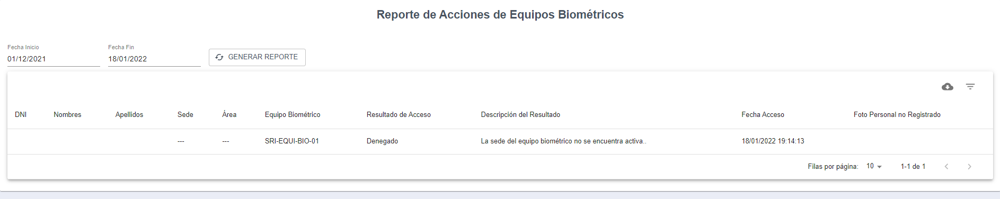 Reporte de Acciones de Equipos Biométricos
Fecha Inicio
01/12/2021
Fecha Fin
18/01/2022
GENERAR REPORTE
DNI Nombres Apellidos Sede Área Equipo Biométrico Resultado de Acceso Descripción del Resultado Fecha Acceso Foto Personal no Registrado
--- --- SRI-EQUI-BIO-01 Denegado La sede del equipo biométrico no se encuentra activa.. 18/01/2022 19:14:13
Filas por página: 10 1-1 de 1